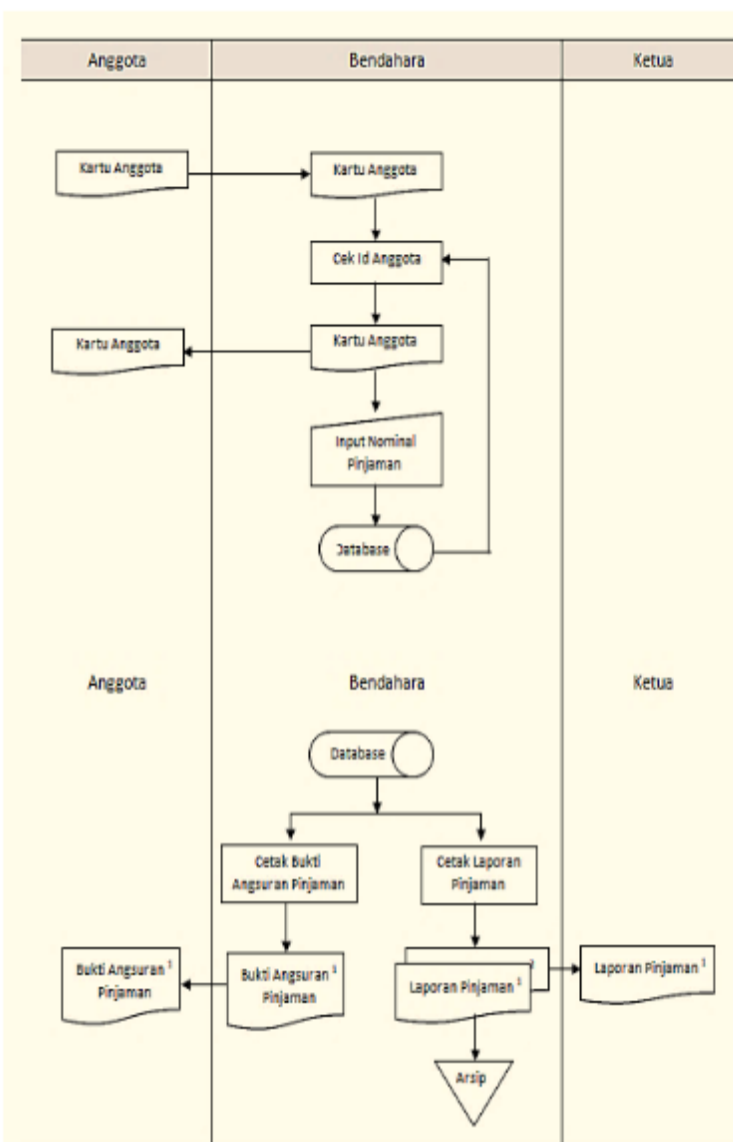 Anggota Bendahara Ketua
Kartu Anggota Kartu Anggota
Cek Id Anggota
Kartu Anggota Kartu Anggota
Input Nominal
Pinjaman
Database
Anggota Bendahara Ketua
Database
Cetak Bukti
Angsuran Pinjaman
Cetak Laporan
Pinjaman
Bukti Angsuran 1
Pinjaman
Bukti Angsuran
Pinjaman
2
Laporan Pinjaman 1
Laporan Pinjaman 1
Arsip